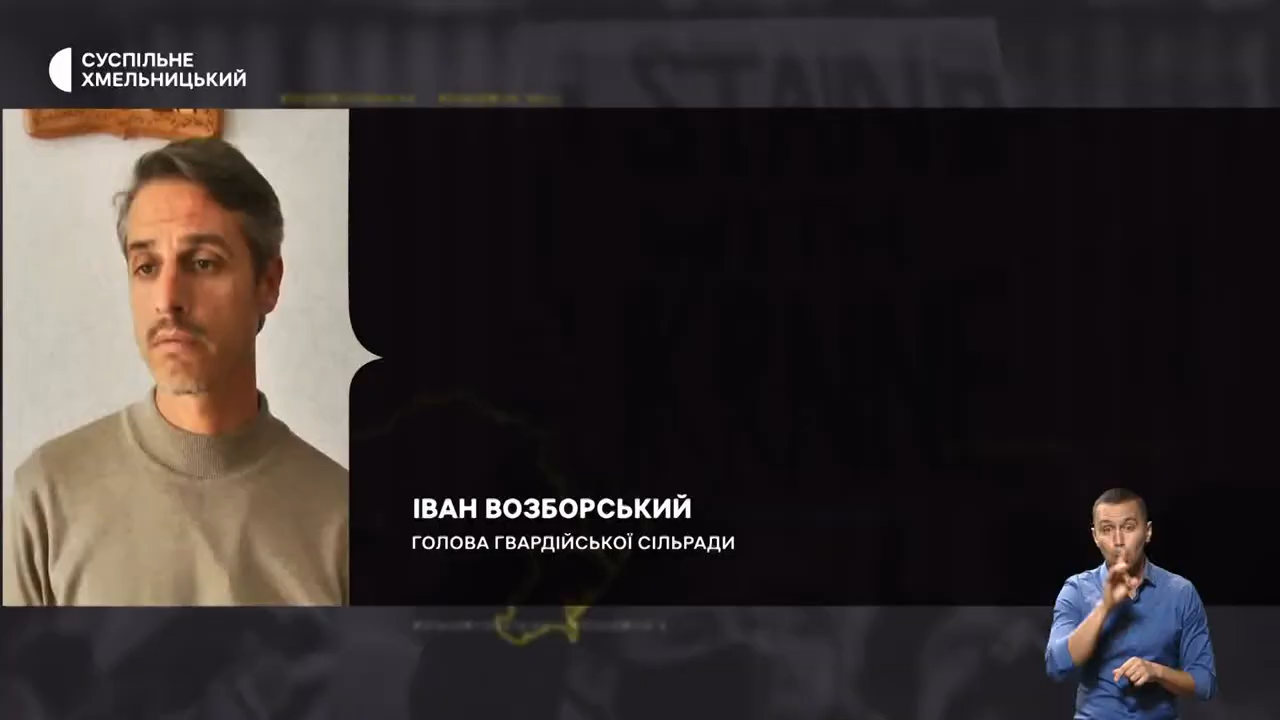 СУСПІЛЬНЕ
ХМЕЛЬНИЦЬКИЙ
ІВАН ВОЗБОРСЬКИЙ
ГОЛОВА ГВАРДІЙСЬКОЇ СІЛЬРАДИ